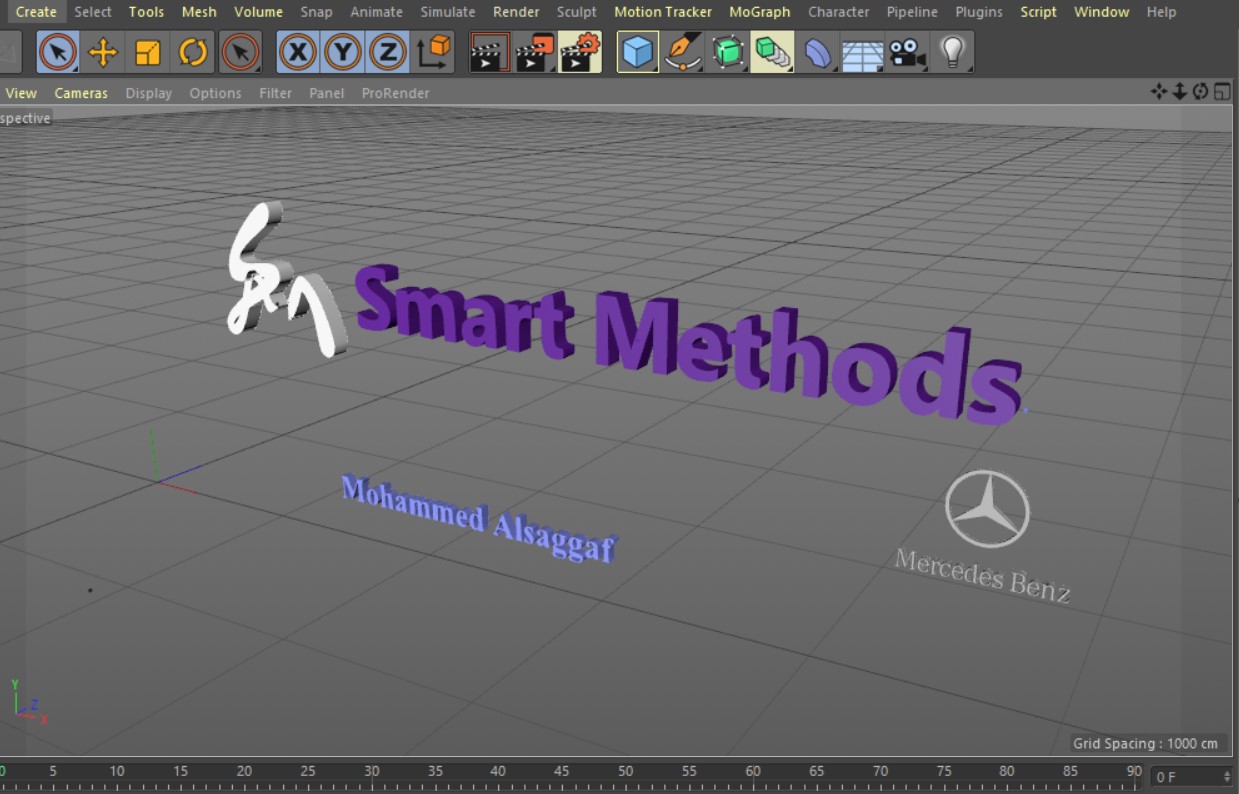 Create Select Tools Mesh Volume Snap Animate Simulate Render Sculpt Motion Tracker MoGraph Character Pipeline Plugins Script Window Help
X Y Z
View Cameras Display Options Filter Panel ProRender
spective
Smart Methods
Mohammed Alsaggaf
Mercedes Benz
Y
Z
X
Grid Spacing : 1000 cm
0 5 10 15 20 25 30 35 40 45 50 55 60 65 70 75 80 85 90 0 F